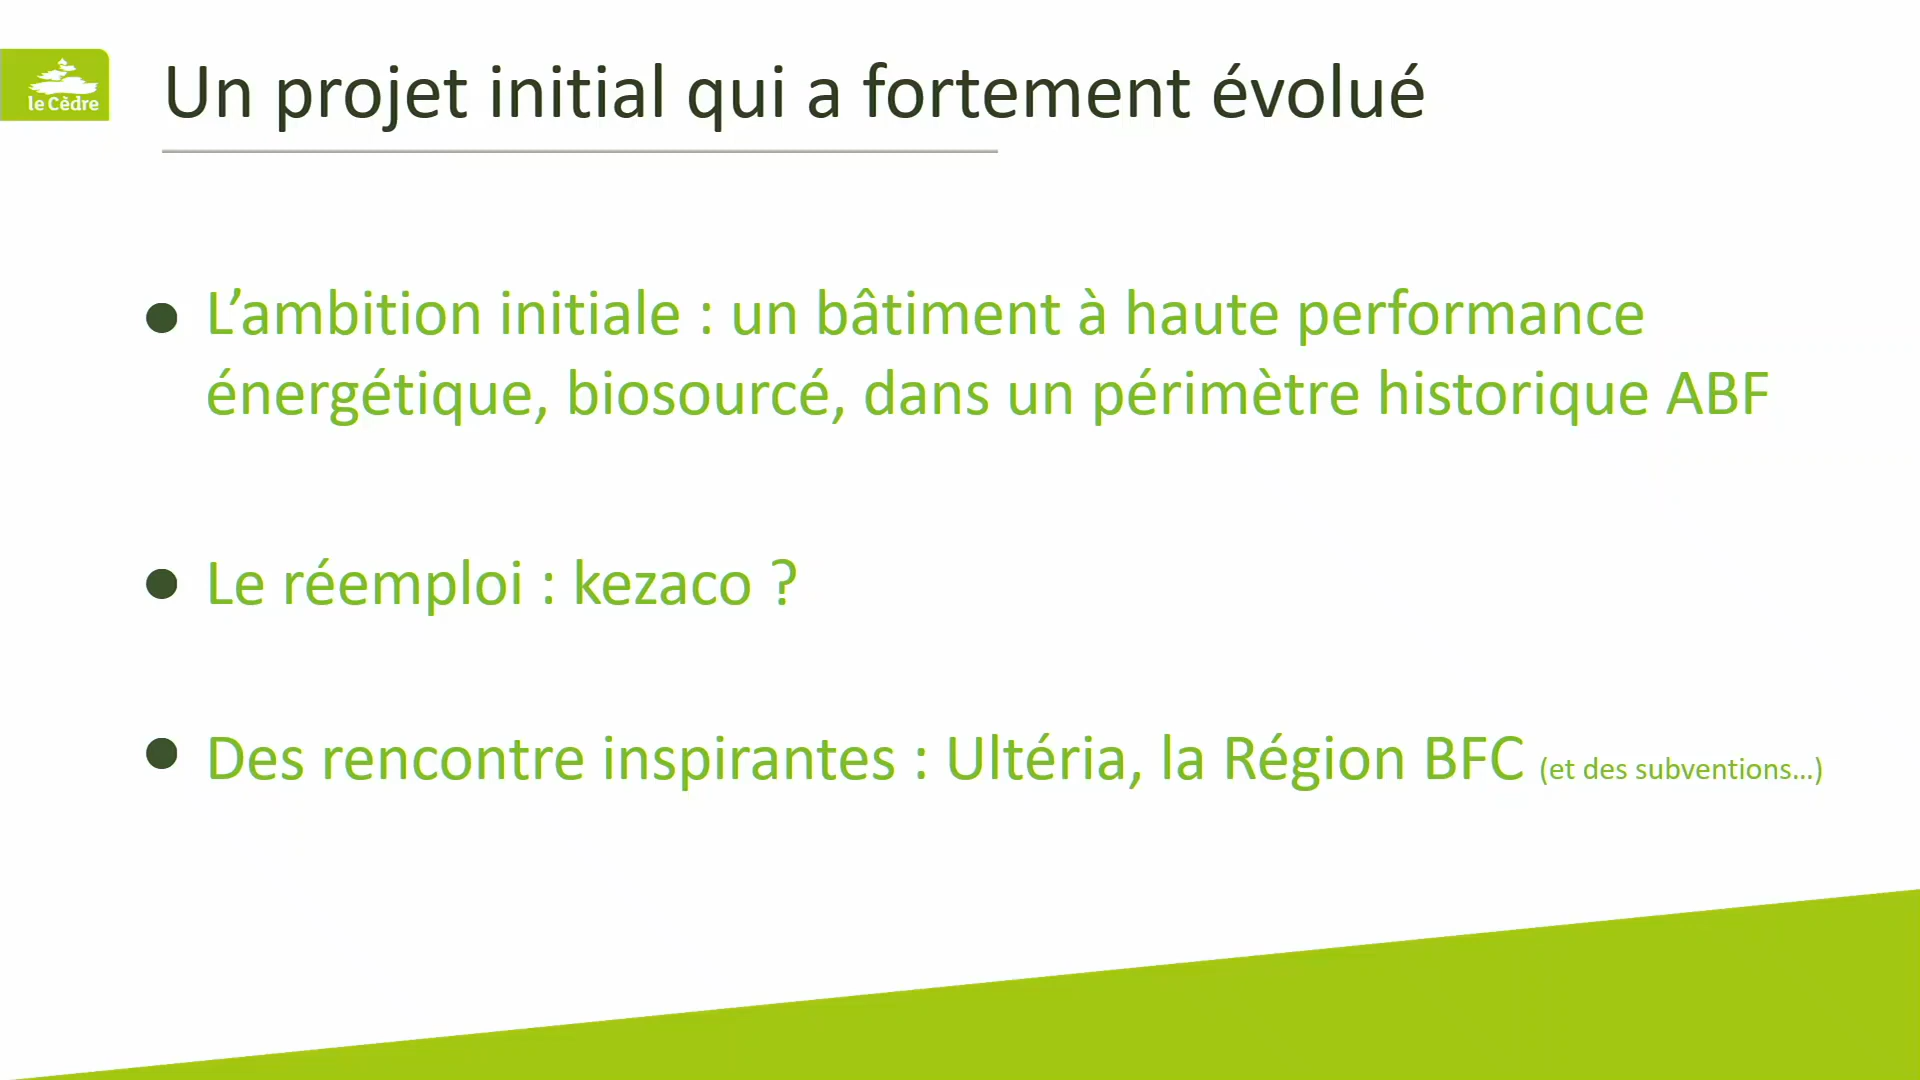 le Cèdre
Un projet initial qui a fortement évolué
L’ambition initiale : un bâtiment à haute performance
énergétique, biosourcé, dans un périmètre historique ABF
Le réemploi : kezaco ?
Des rencontre inspirantes : Ultéria, la Région BFC (et des subventions...)